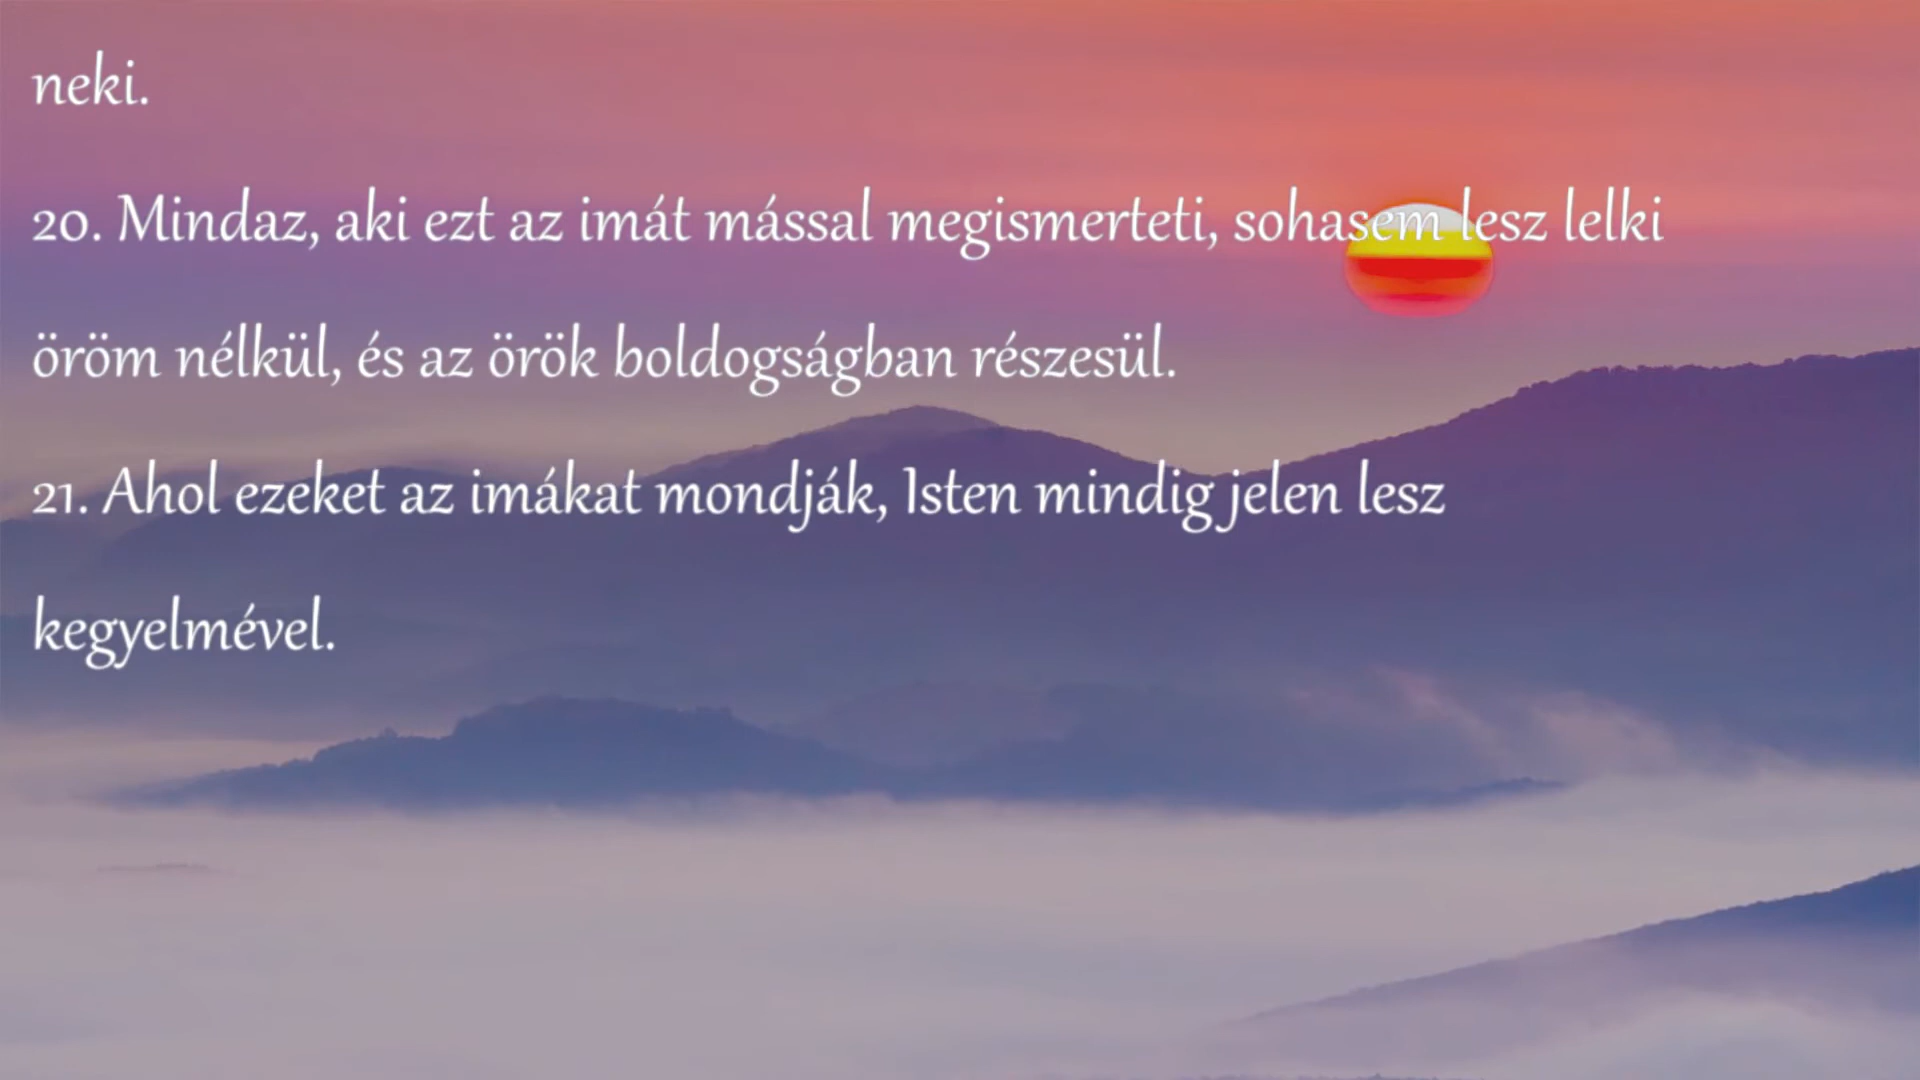 neki.
20. Mindaz, aki ezt az imát mással megismerteti, sohasem lesz lelki
öröm nélkül, és az örök boldogságban részesül.
21. Ahol ezeket az imákat mondják, Isten mindig jelen lesz
kegyelmével.